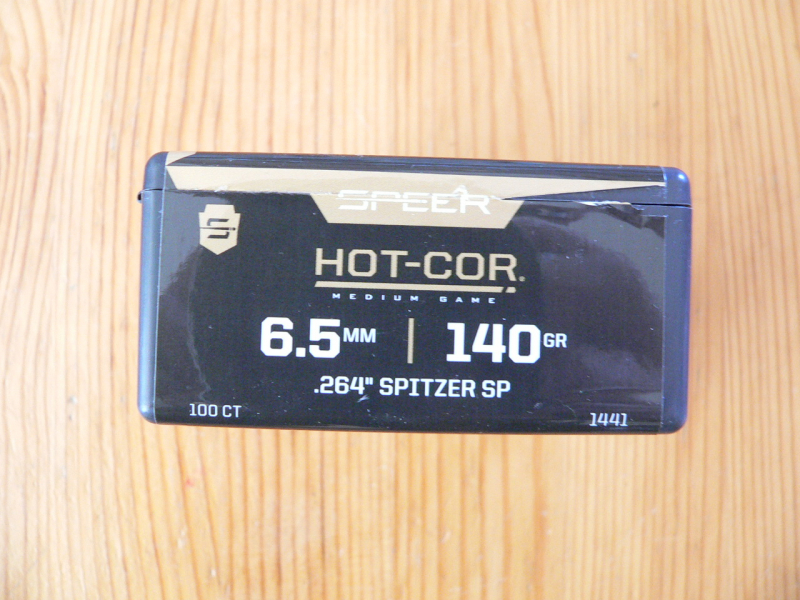 SPEER
S
HOT-COR®
MEDIUM GAME
6.5MM | 140GR
.264" SPITZER SP
100 CT
1441